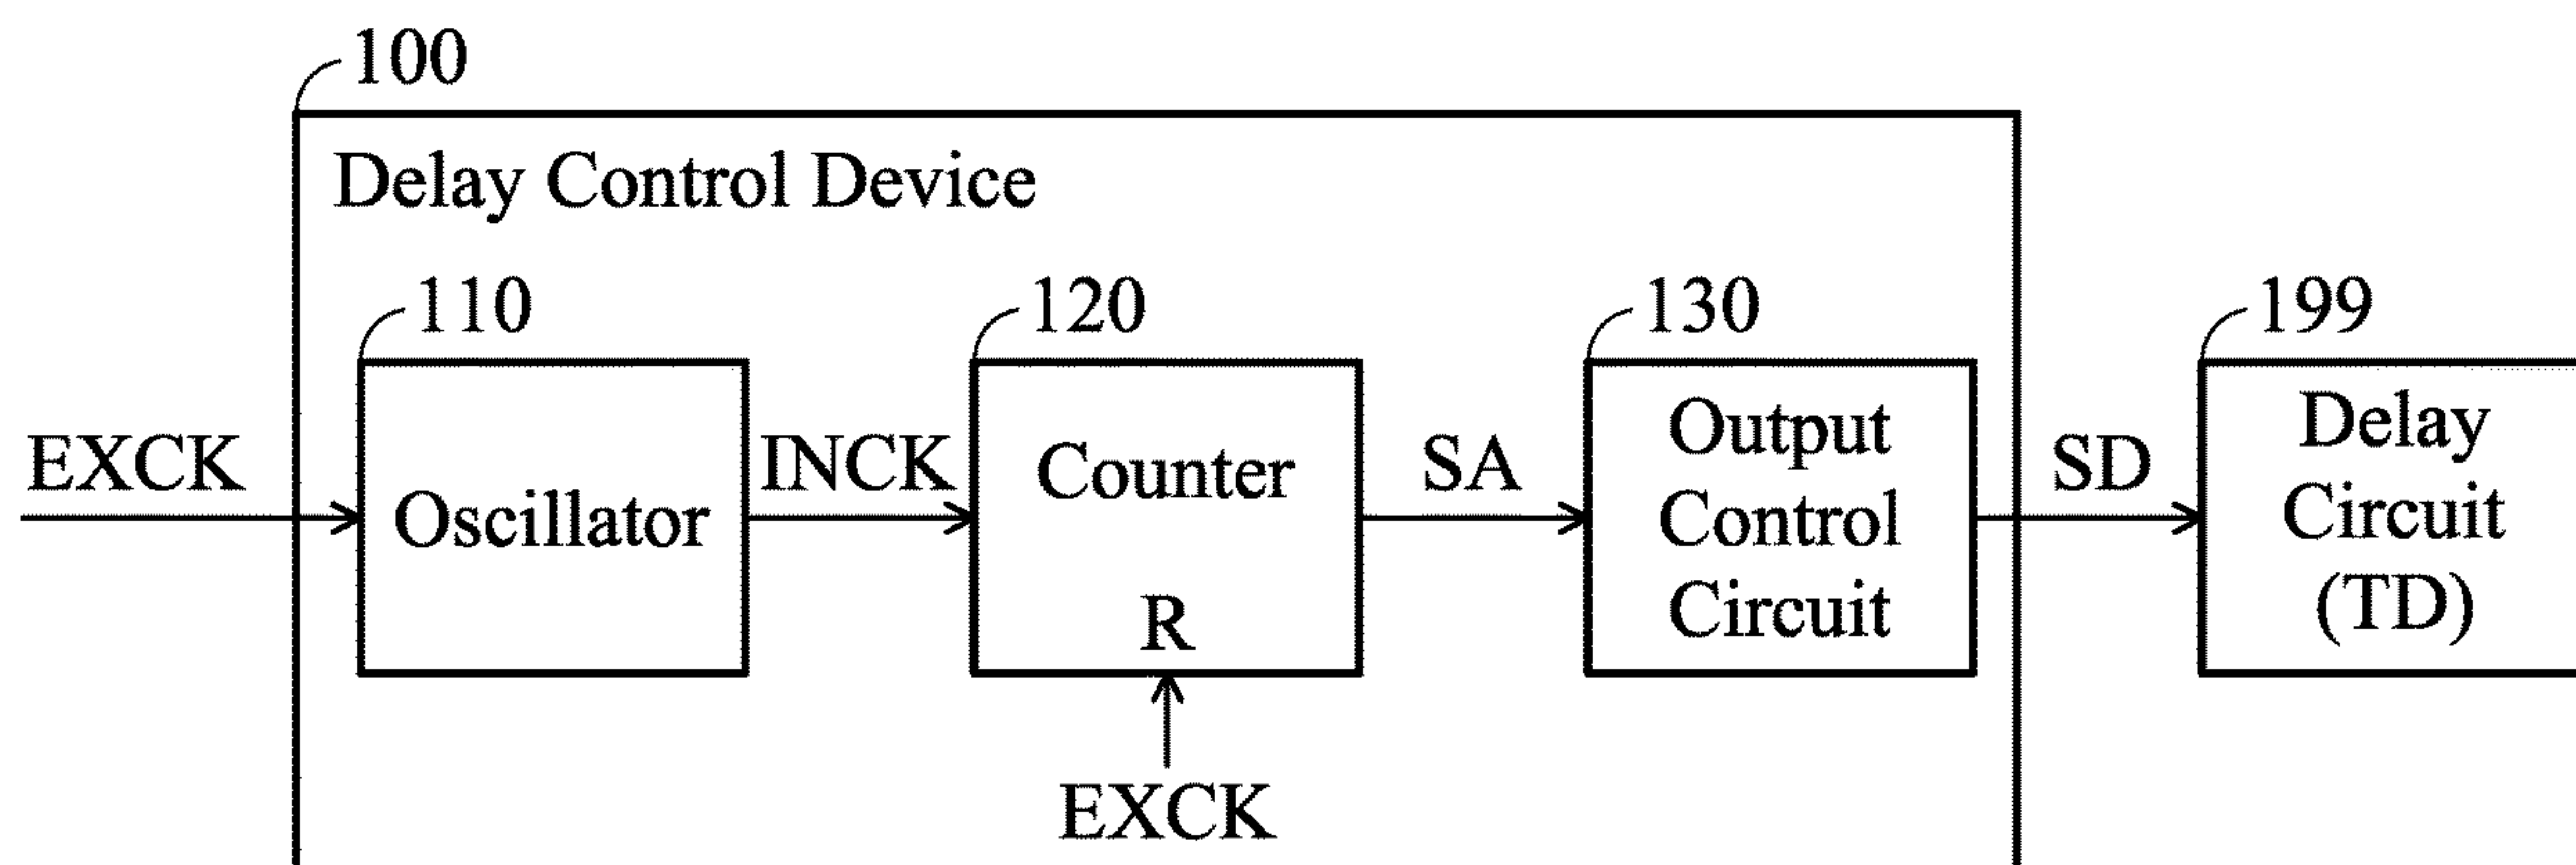 100
Delay Control Device
110
120
130
199
EXCK
INCK
SA
SD
Oscillator
Counter
R
Output
Control
Circuit
Delay
Circuit
(TD)
EXCK